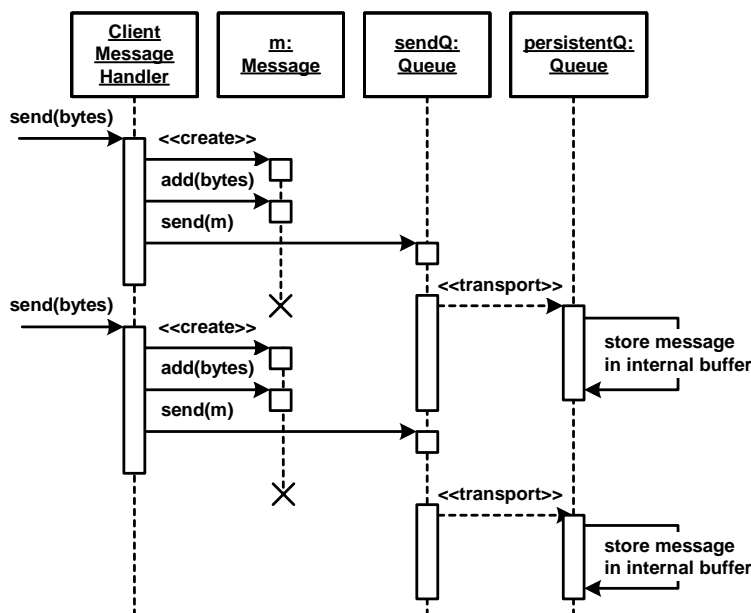 Client
Message
Handler
m:
Message
sendQ:
Queue
persistentQ:
Queue
send(bytes)
<<create>>
add(bytes)
send(m)
<<transport>>
store message
in internal buffer
send(bytes)
<<create>>
add(bytes)
send(m)
<<transport>>
store message
in internal buffer